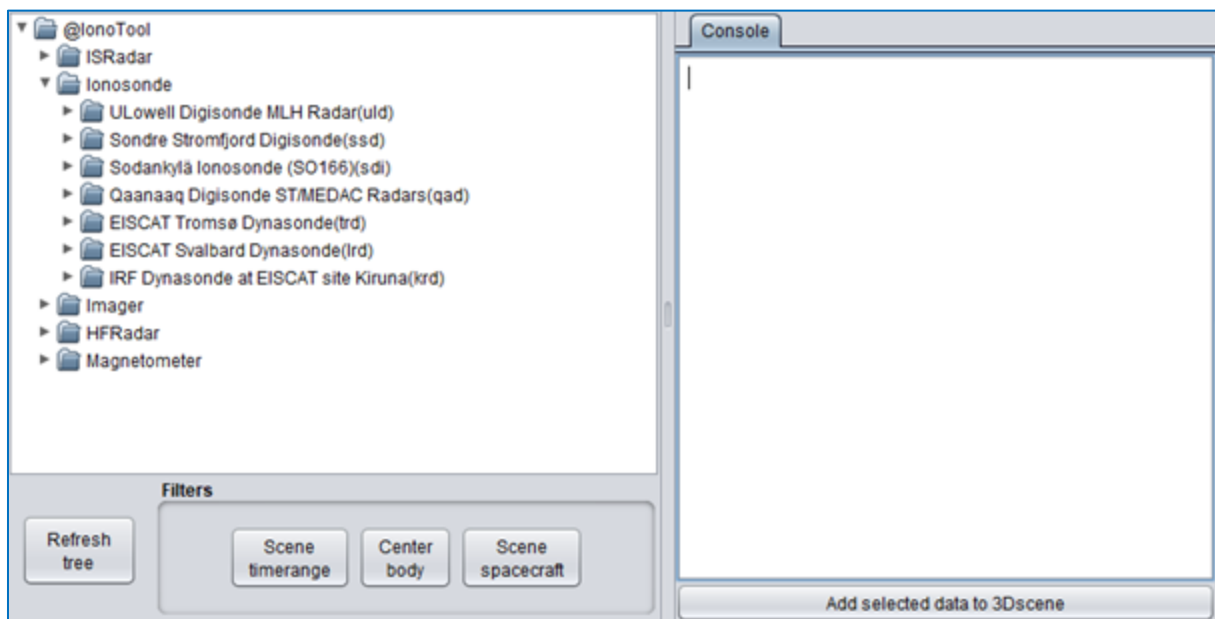 @IonoTool
ISRadar
Ionosonde
ULowell Digisonde MLH Radar(uld)
Sondre Stromfjord Digisonde(ssd)
Sodankylä Ionosonde (SO166)(sdi)
Qaanaaq Digisonde ST/MEDAC Radars(qad)
EISCAT Tromsø Dynasonde(trd)
EISCAT Svalbard Dynasonde(lrd)
IRF Dynasonde at EISCAT site Kiruna(krd)
Imager
HFRadar
Magnetometer
Filters
Refresh
tree
Scene
timerange
Center
body
Scene
spacecraft
Console
Add selected data to 3Dscene